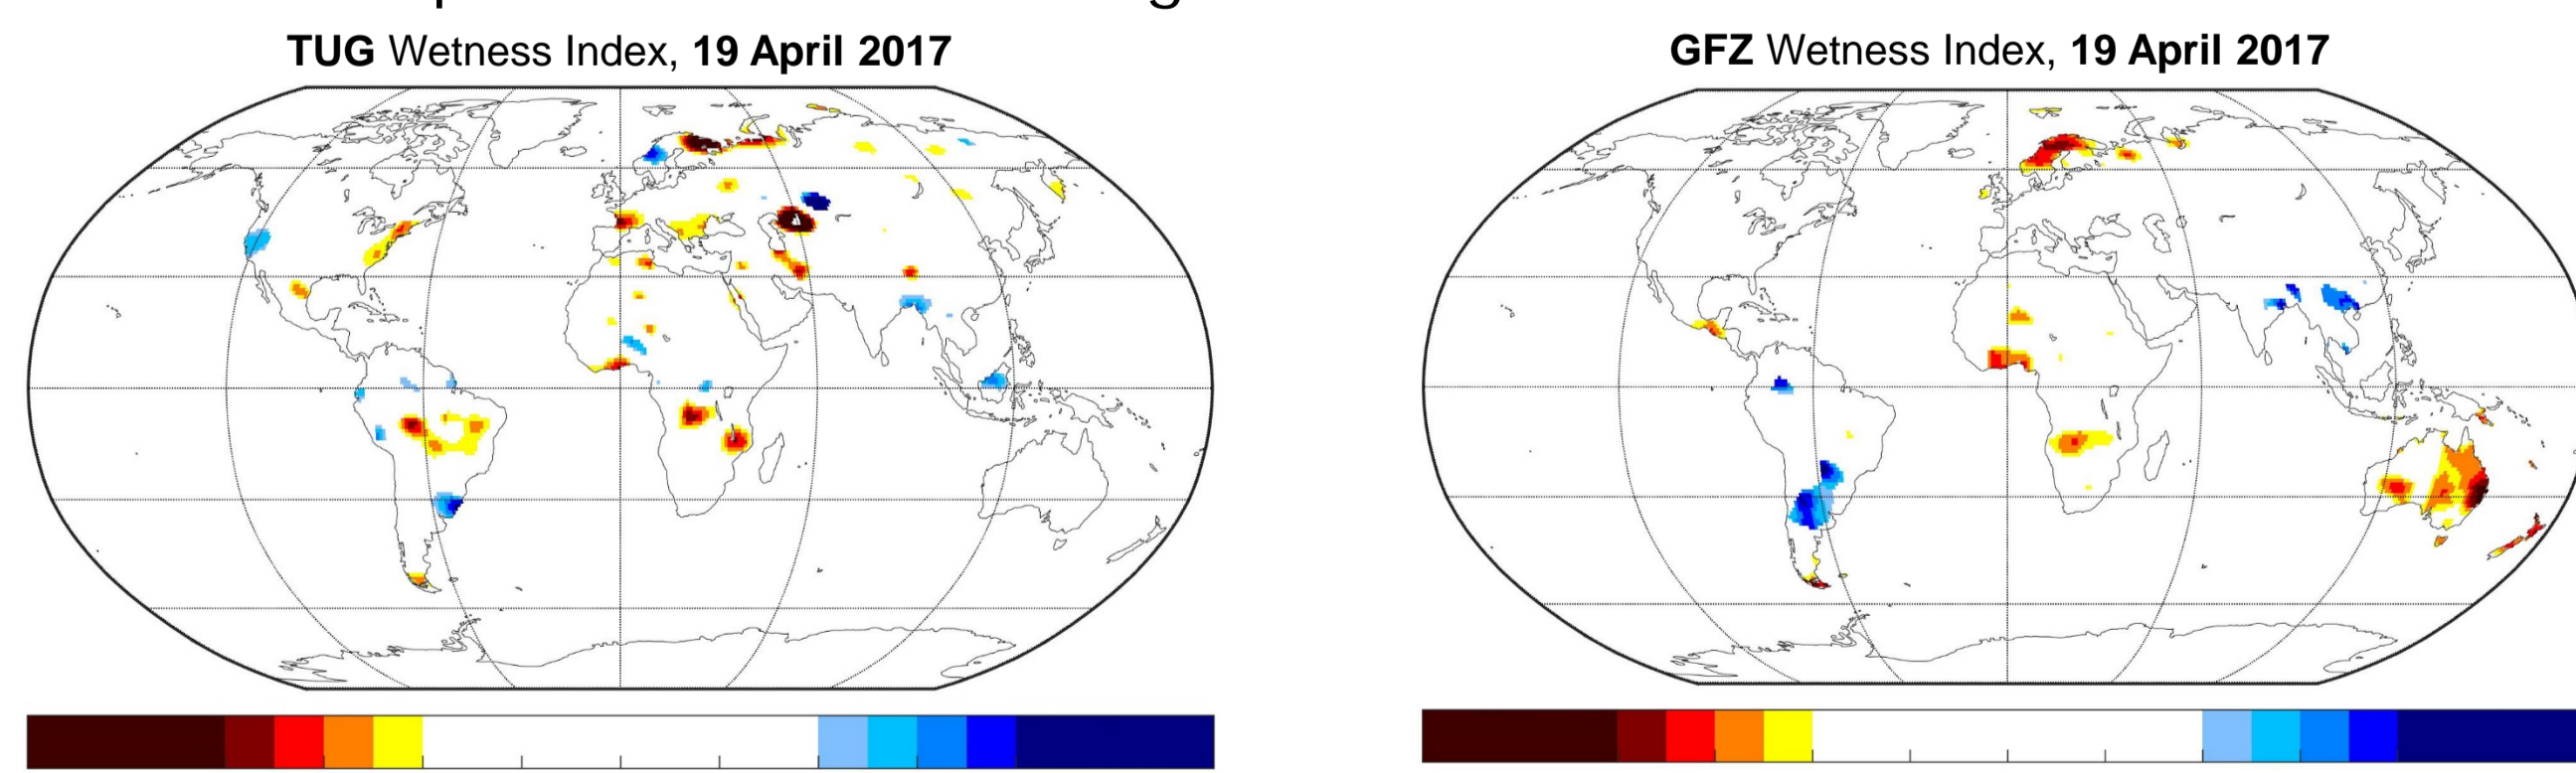 TUG Wetness Index, 19 April 2017
GFZ Wetness Index, 19 April 2017